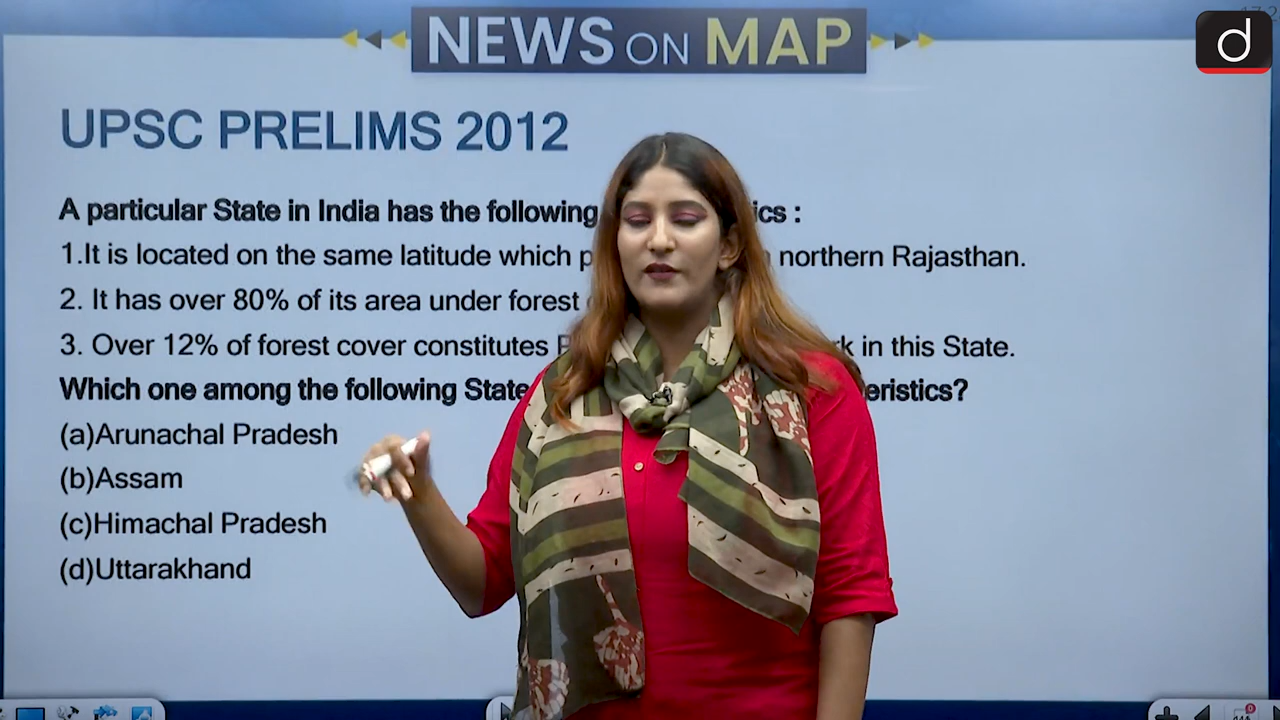 NEWS ON MAP
d
UPSC PRELIMS 2012
A particular State in India has the following ics :
1.It is located on the same latitude which p northern Rajasthan.
2. It has over 80% of its area under forest
3. Over 12% of forest cover constitutes k in this State.
Which one among the following State eristics?
(a)Arunachal Pradesh
(b)Assam
(c)Himachal Pradesh
(d)Uttarakhand